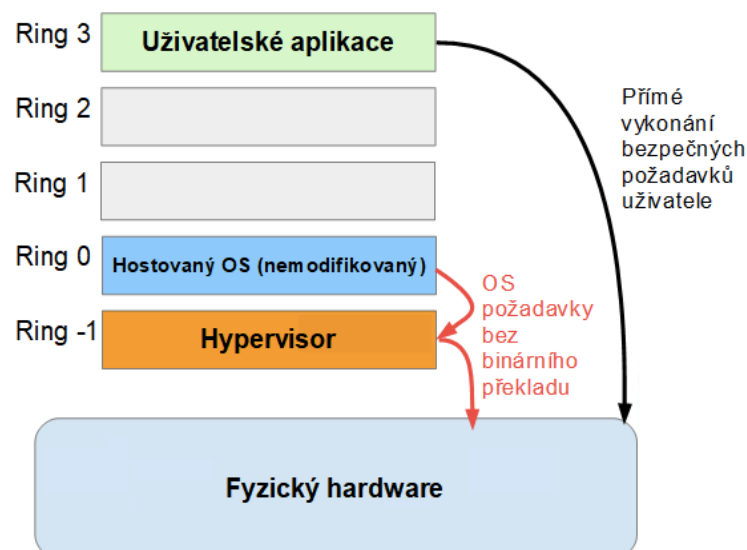 Ring 3
Uživatelské aplikace
Ring 2
Ring 1
Ring 0
Hostovaný OS (nemodifikovaný)
Ring -1
Hypervisor
Přímé
vykonání
bezpečných
požadavků
uživatele
OS
požadavky
bez
binárního
překladu
Fyzický hardware